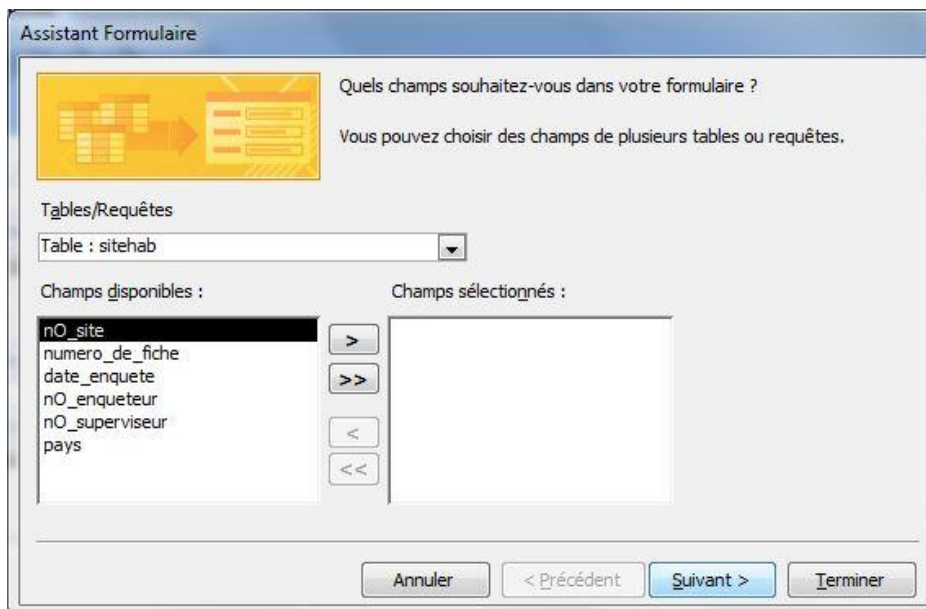 Assistant Formulaire
Quels champs souhaitez-vous dans votre formulaire ?
Vous pouvez choisir des champs de plusieurs tables ou requêtes.
Tables/Requêtes
Table : sitehab
Champs disponibles :
Champs sélectionnés :
nO_site
numero_de_fiche
date_enquete
nO_enqueteur
nO_superviseur
pays
>
>>
<
<<
Annuler
< Précédent
Suivant >
Terminer